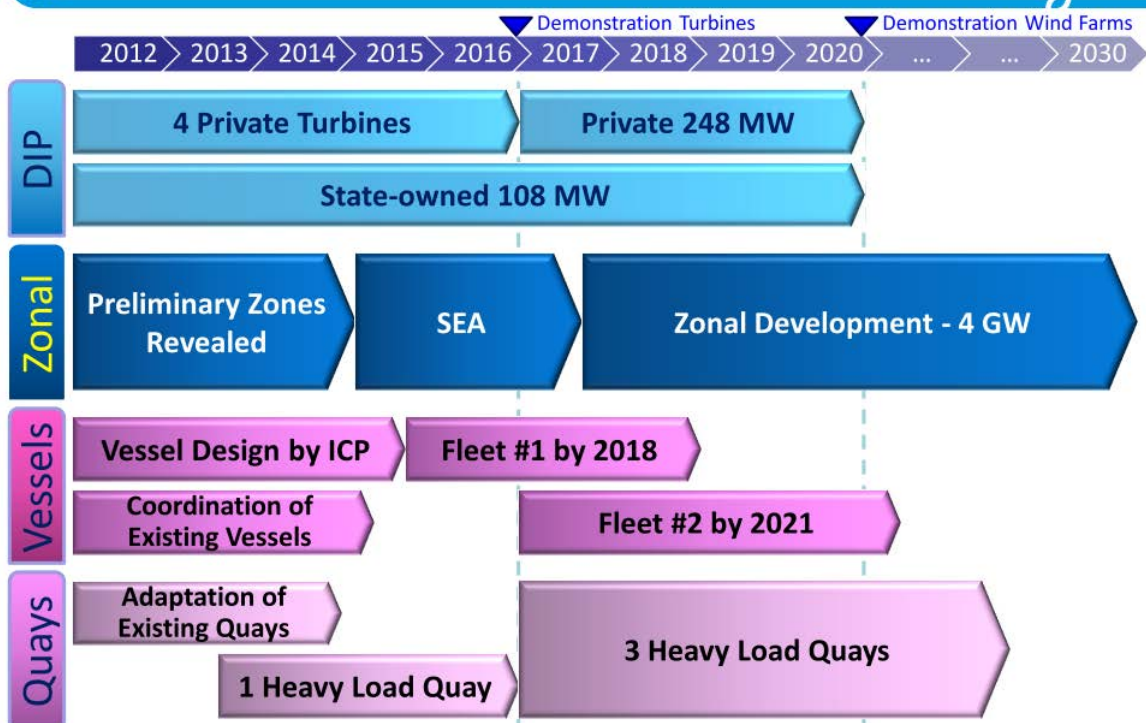 Demonstration Turbines
Demonstration Wind Farms
2012 2013 2014 2015 2016 2017 2018 2019 2020 ... ... 2030
DIP
4 Private Turbines
Private 248 MW
State-owned 108 MW
Zonal
Preliminary Zones
Revealed
SEA
Zonal Development - 4 GW
Vessels
Vessel Design by ICP
Fleet #1 by 2018
Coordination of
Existing Vessels
Fleet #2 by 2021
Quays
Adaptation of
Existing Quays
1 Heavy Load Quay
3 Heavy Load Quays